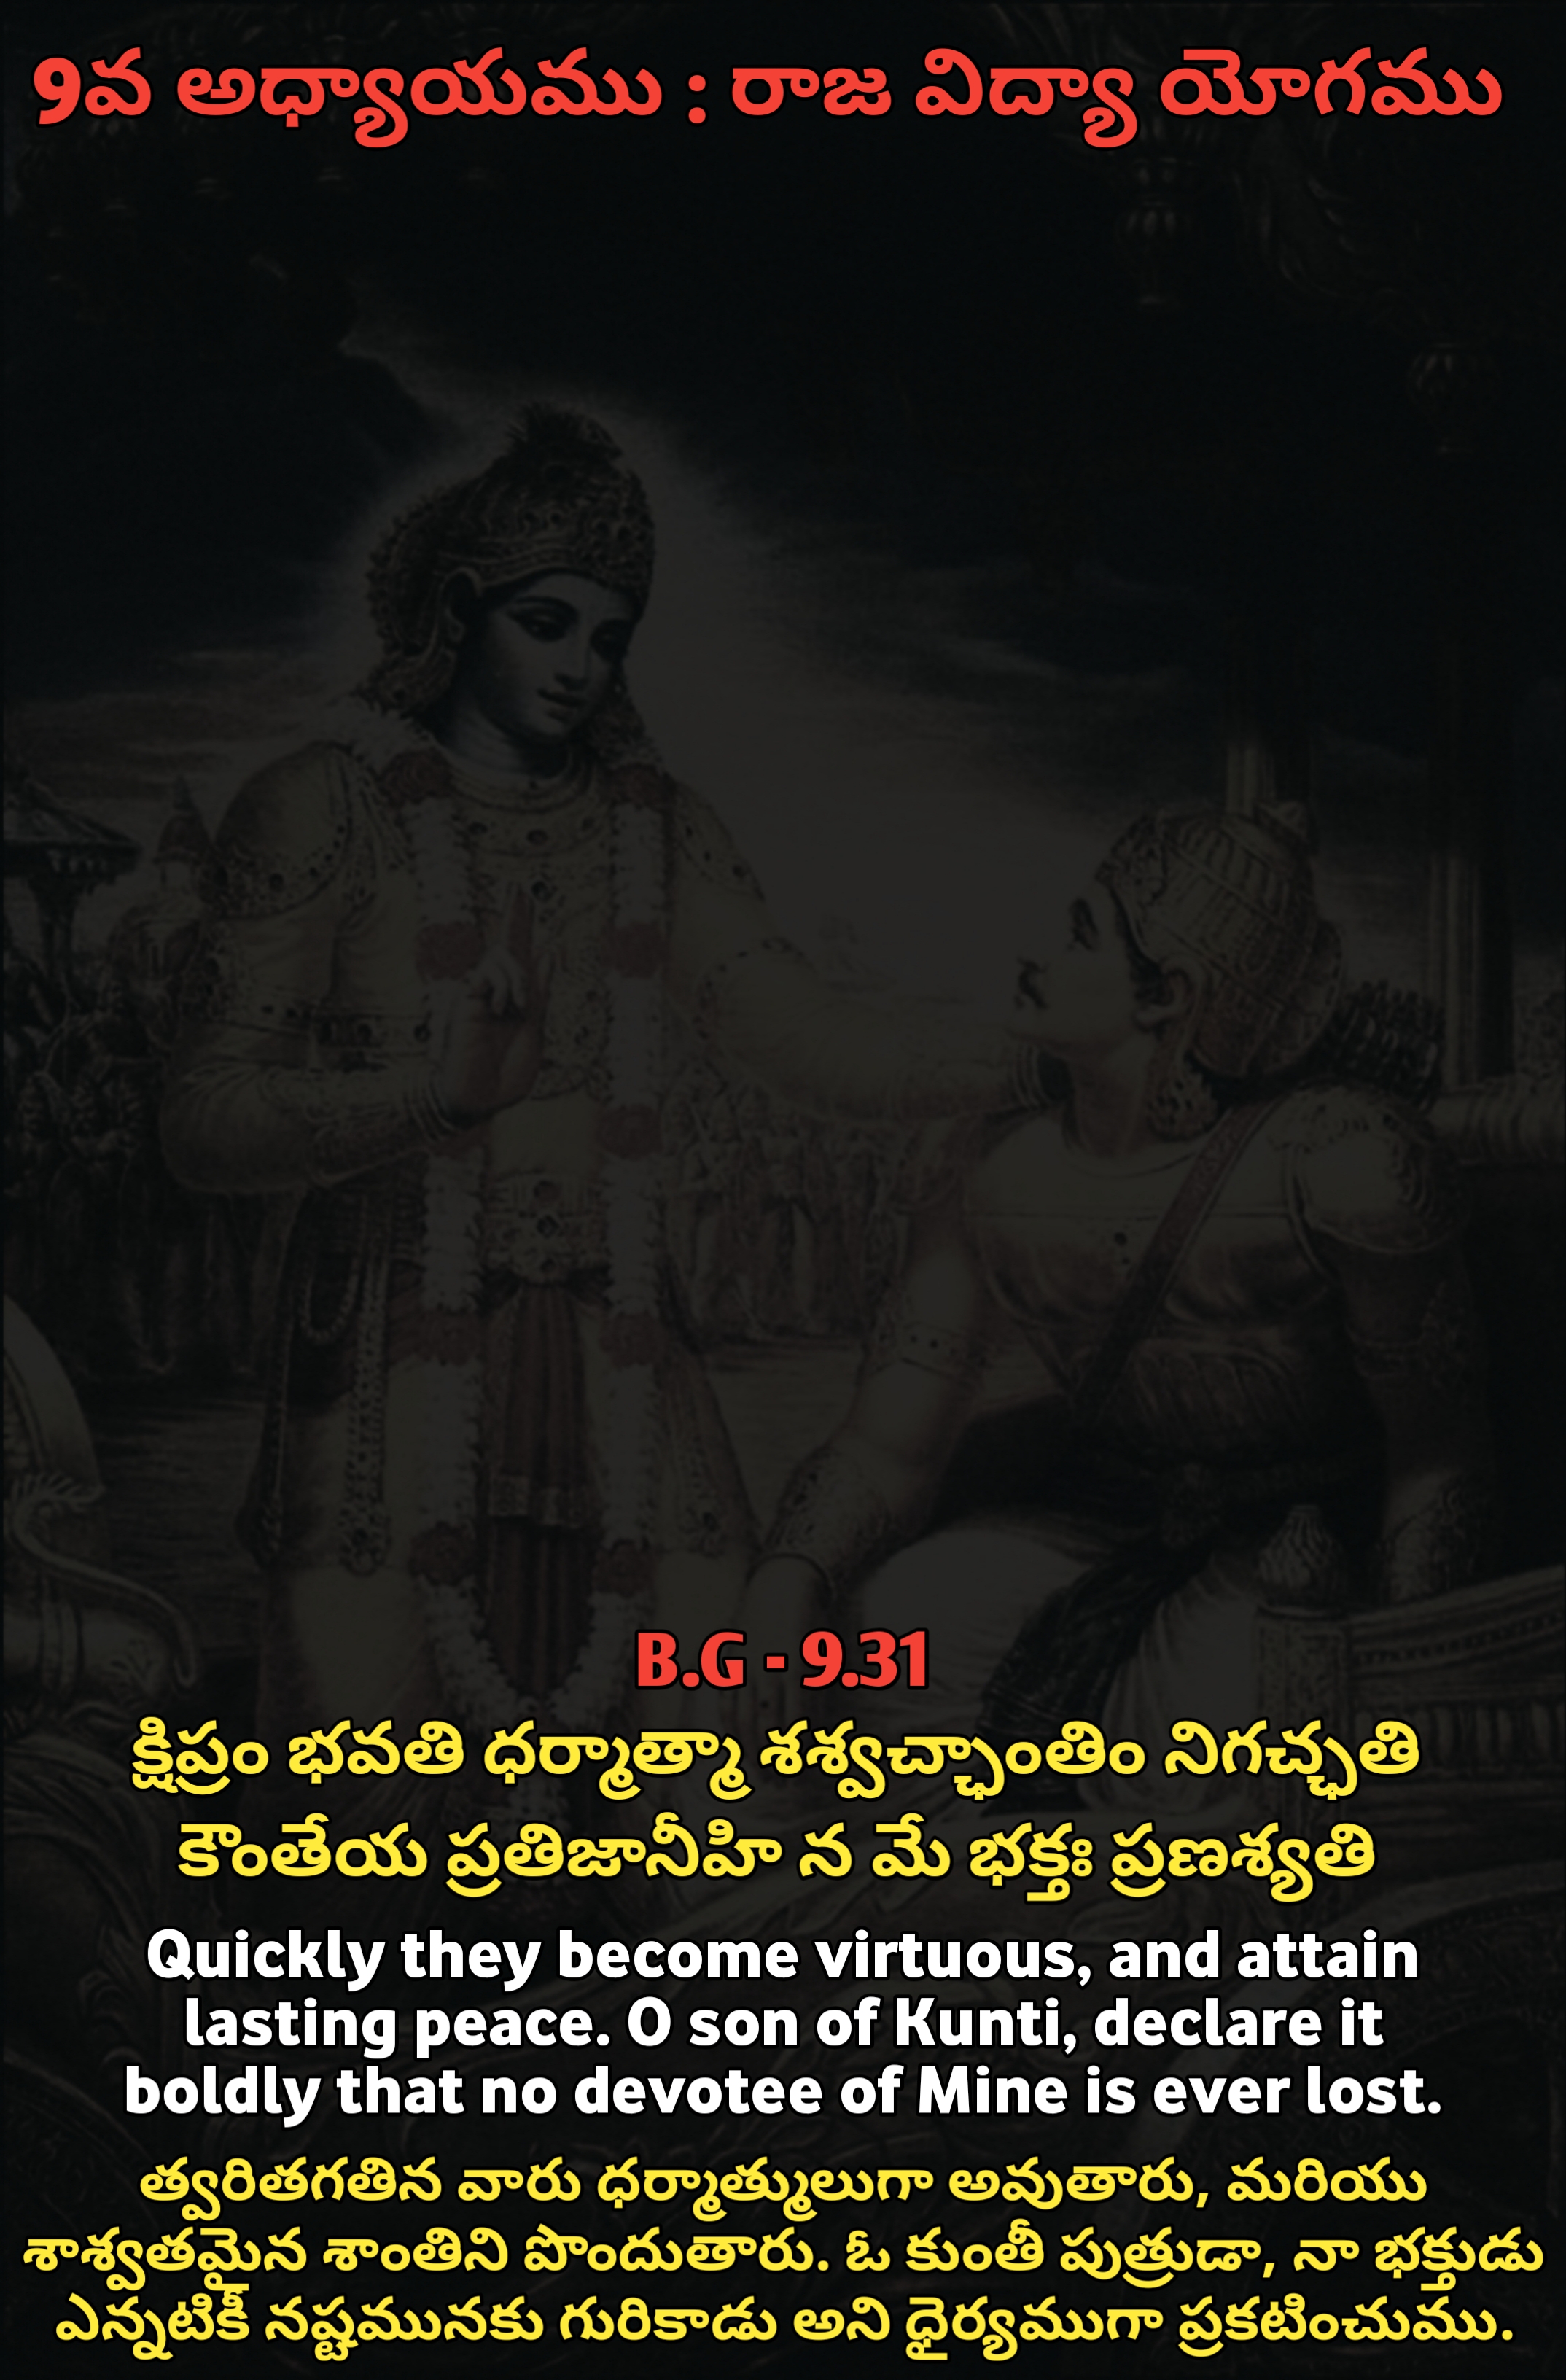 9వ అధ్యాయము : రాజ విద్యా యోగము
B.G - 9.31
క్షిప్రం భవతి ధర్మాత్మా శశ్వచ్ఛాంతిం నిగచ్ఛతి
కౌంతేయ ప్రతిజానీహి న మే భక్తః ప్రణశ్యతి
Quickly they become virtuous, and attain
lasting peace. O son of Kunti, declare it
boldly that no devotee of Mine is ever lost.
త్వరితగతిన వారు ధర్మాత్ములుగా అవుతారు, మరియు
శాశ్వతమైన శాంతిని పొందుతారు. ఓ కుంతీ పుత్రుడా, నా భక్తుడు
ఎన్నటికీ నష్టమునకు గురికాడు అని ధైర్యముగా ప్రకటించుము.